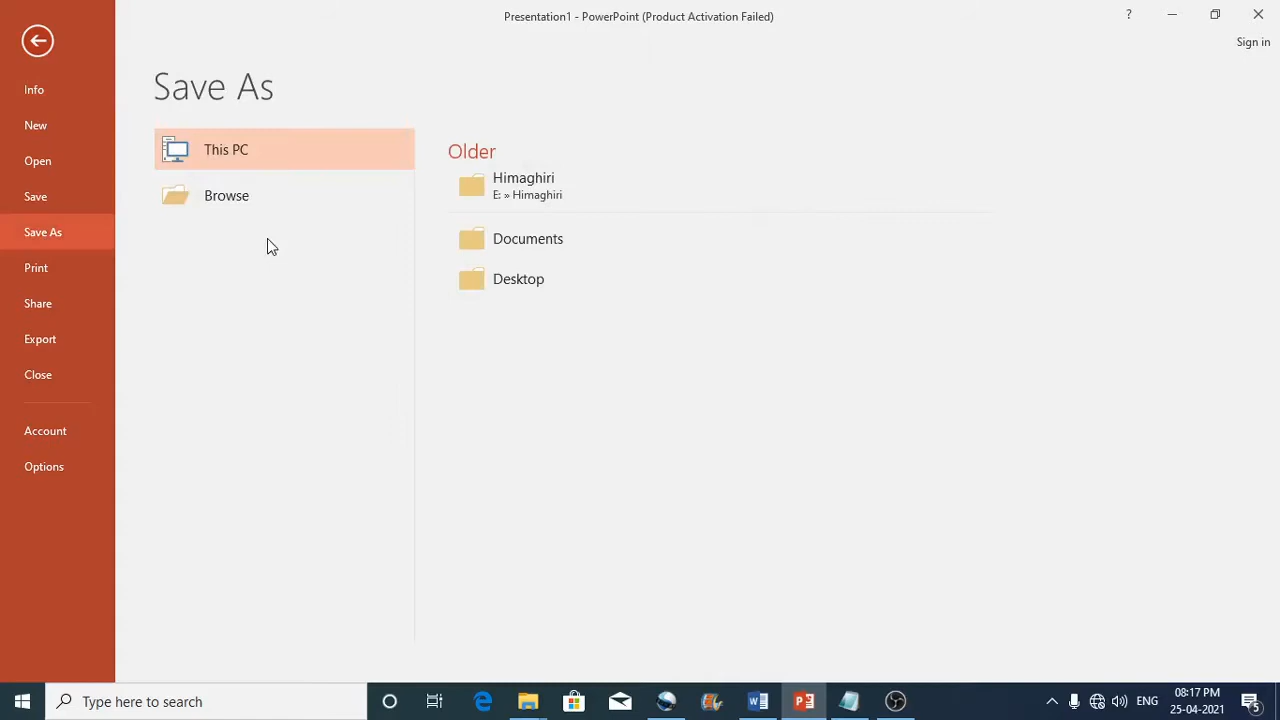 Presentation1 - PowerPoint (Product Activation Failed)
?
Sign in
Info
New
Open
Save
Save As
Print
Share
Export
Close
Account
Options
Save As
This PC
Browse
Older
Himaghiri
E: » Himaghiri
Documents
Desktop
Type here to search
ENG
08:17 PM
25-04-2021
5